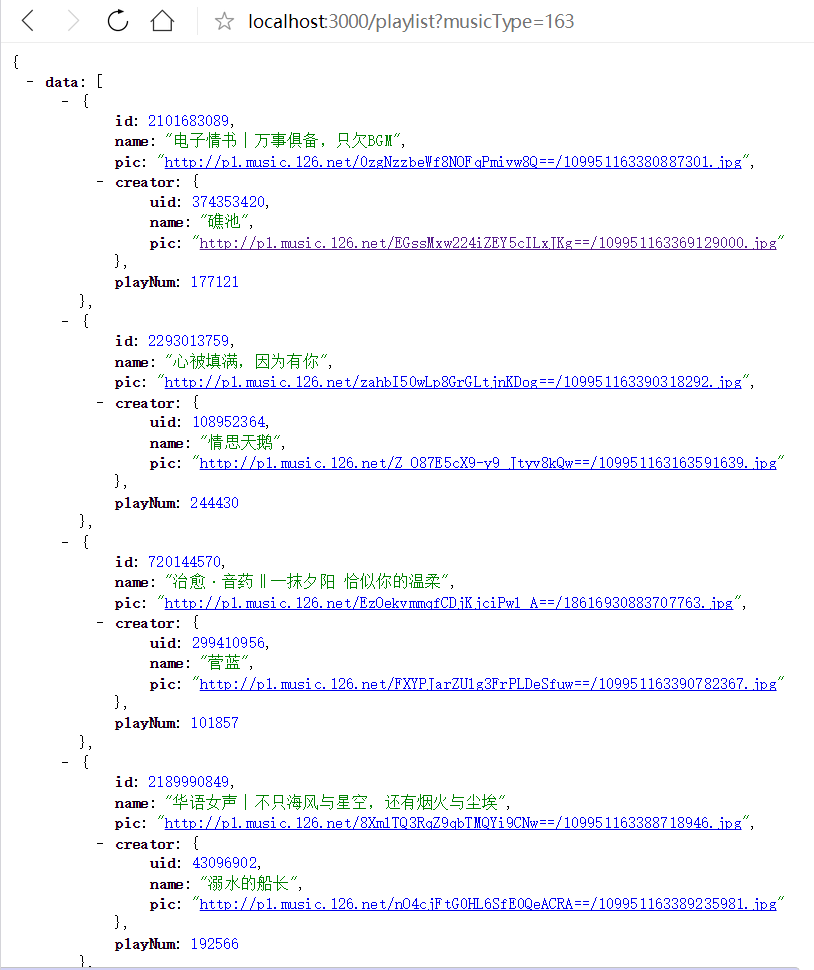 localhost:3000/playlist?musicType=163
{
- data: [
- {
id: 2101683089,
name: "电子情书丨万事俱备，只欠BGM",
pic: "http://p1.music.126.net/0zgNzzbeWf8NOFqPmivw8Q==/109951163380887301.jpg",
- creator: {
uid: 374353420,
name: "礁池",
pic: "http://p1.music.126.net/EGssMxw224iZEY5cILxJKg==/109951163369129000.jpg"
},
playNum: 177121
},
- {
id: 2293013759,
name: "心被填满，因为有你",
pic: "http://p1.music.126.net/zahbI5OwLp8GrGLtjnKDog==/109951163390318292.jpg",
- creator: {
uid: 108952364,
name: "情思天鹅",
pic: "http://p1.music.126.net/Z_O87E5cX9-y9_Jtyv8kQw==/109951163163591639.jpg"
},
playNum: 244430
},
- {
id: 720144570,
name: "治愈·音药‖一抹夕阳 恰似你的温柔",
pic: "http://p1.music.126.net/EzOekvmmqfCDjKjciPw1_A==/18616930883707763.jpg",
- creator: {
uid: 299410956,
name: "菅蓝",
pic: "http://p1.music.126.net/FXYPJarZU1g3FrPLDeSfuw==/109951163390782367.jpg"
},
playNum: 101857
},
- {
id: 2189990849,
name: "华语女声丨不只海风与星空，还有烟火与尘埃",
pic: "http://p1.music.126.net/8Xm1TQ3RqZ9gbTMQYi9CNw==/109951163388718946.jpg",
- creator: {
uid: 43096902,
name: "溺水的船长",
pic: "http://p1.music.126.net/nO4cjFtG0HL6SfE0QeACRA==/109951163389235981.jpg"
},
playNum: 192566
},